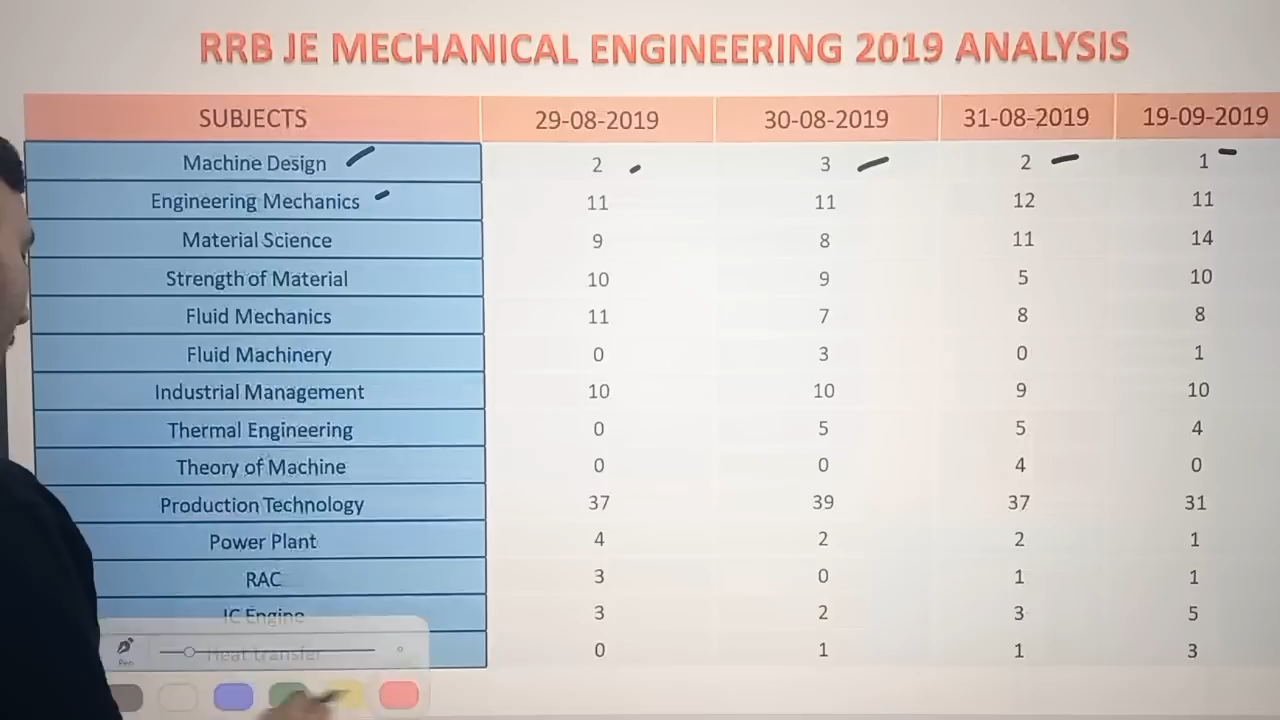 RRB JE MECHANICAL ENGINEERING 2019 ANALYSIS
SUBJECTS 29-08-2019 30-08-2019 31-08-2019 19-09-2019
Machine Design 2 3 2 1
Engineering Mechanics 11 11 12 11
Material Science 9 8 11 14
Strength of Material 10 9 5 10
Fluid Mechanics 11 7 8 8
Fluid Machinery 0 3 0 1
Industrial Management 10 10 9 10
Thermal Engineering 0 5 5 4
Theory of Machine 0 0 4 0
Production Technology 37 39 37 31
Power Plant 4 2 2 1
RAC 3 0 1 1
IC Engine 3 2 3 5
Heat transfer 0 1 1 3
Pen